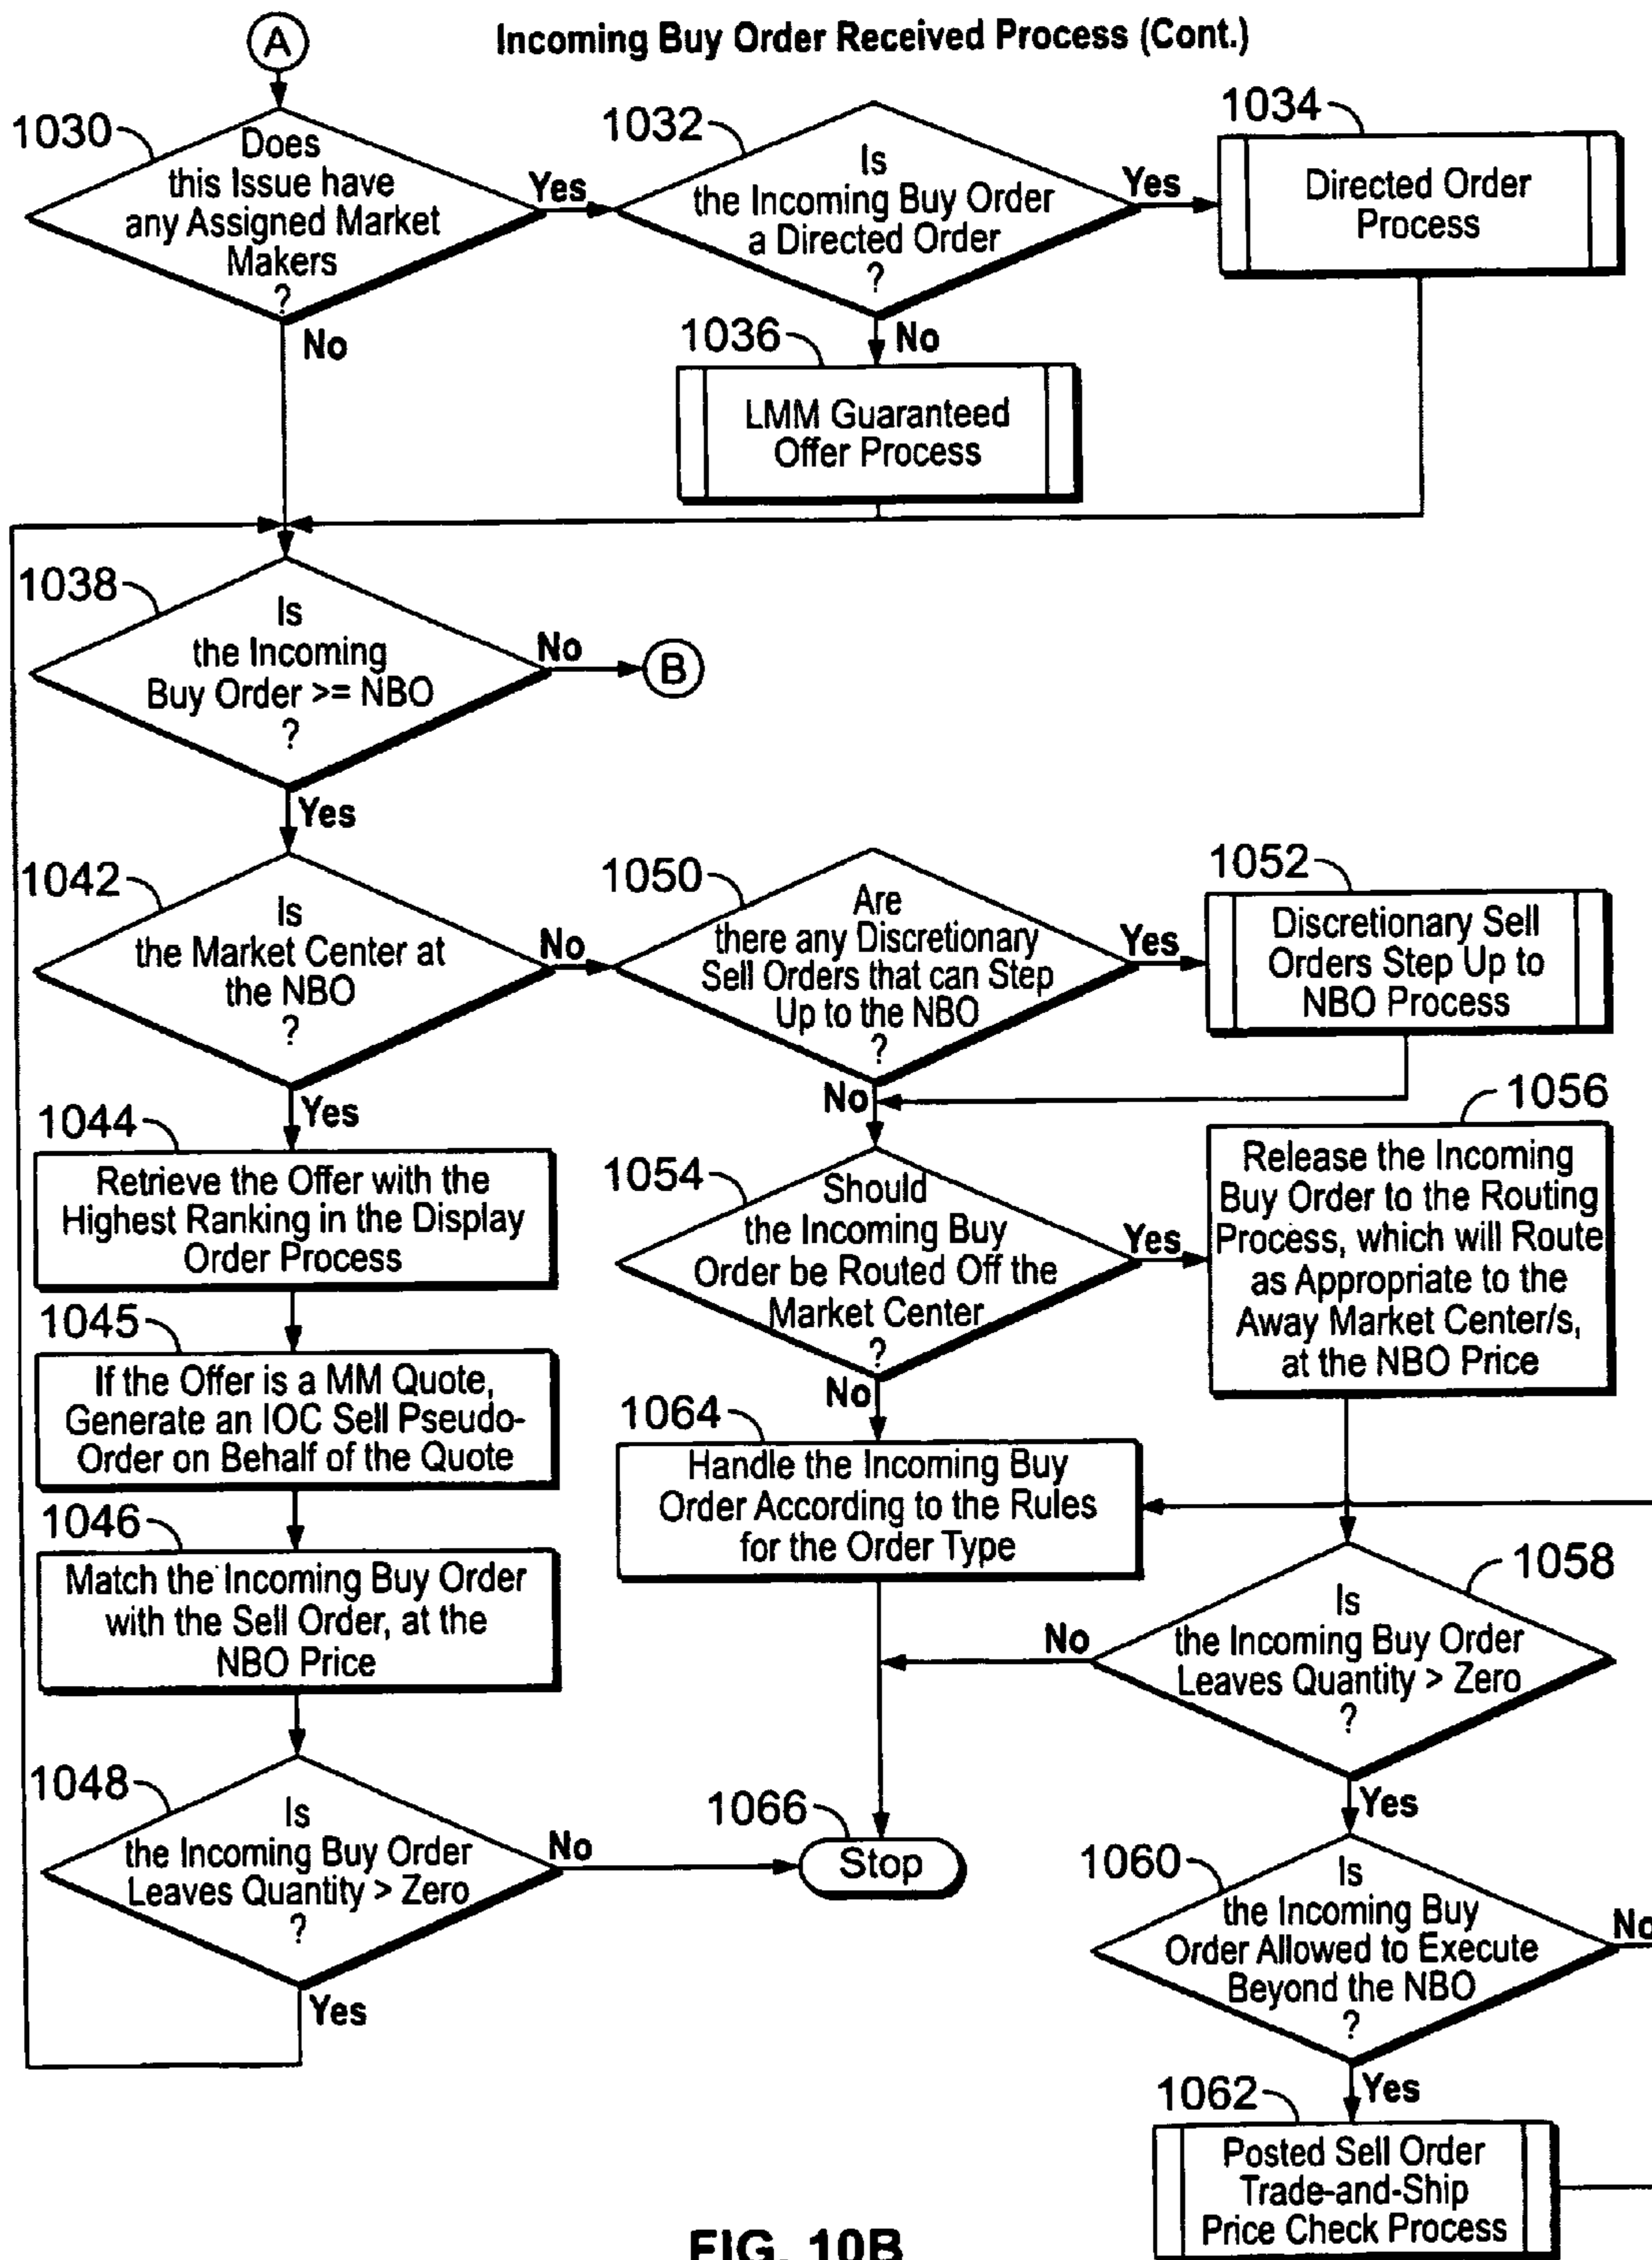 A
Incoming Buy Order Received Process (Cont.)
1030
Does
this Issue have
any Assigned Market
Makers
?
Yes
No
1032
Is
the Incoming Buy Order
a Directed Order
?
Yes
No
1034
Directed Order
Process
1036
LMM Guaranteed
Offer Process
1038
Is
the Incoming
Buy Order >= NBO
?
No
B
Yes
1042
Is
the Market Center at
the NBO
?
No
Yes
1050
Are
there any Discretionary
Sell Orders that can Step
Up to the NBO
?
Yes
No
1052
Discretionary Sell
Orders Step Up to
NBO Process
1044
Retrieve the Offer with the
Highest Ranking in the Display
Order Process
1054
Should
the Incoming Buy
Order be Routed Off the
Market Center
?
Yes
No
1056
Release the Incoming
Buy Order to the Routing
Process, which will Route
as Appropriate to the
Away Market Center/s,
at the NBO Price
1045
If the Offer is a MM Quote,
Generate an IOC Sell Pseudo-
Order on Behalf of the Quote
1064
Handle the Incoming Buy
Order According to the Rules
for the Order Type
1046
Match the Incoming Buy Order
with the Sell Order, at the
NBO Price
1058
Is
the Incoming Buy Order
Leaves Quantity > Zero
?
No
Yes
1048
Is
the Incoming Buy Order
Leaves Quantity > Zero
?
No
Yes
1066
Stop
1060
Is
the Incoming Buy
Order Allowed to Execute
Beyond the NBO
?
No
Yes
1062
Posted Sell Order
Trade-and-Ship
Price Check Process
FIG. 10B